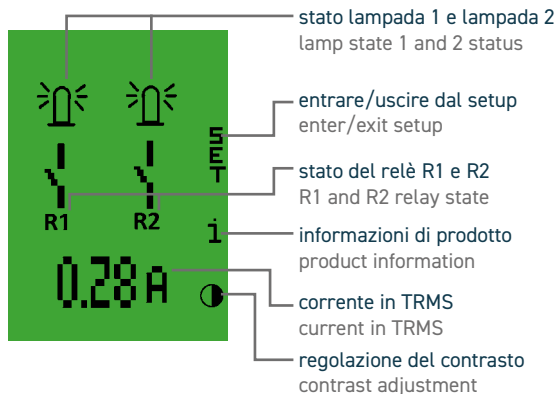 stato lampada 1 e lampada 2
lamp state 1 and 2 status
entrare/uscire dal setup
enter/exit setup
SET
stato del relè R1 e R2
R1 and R2 relay state
R1 R2
i
informazioni di prodotto
product information
0.28 A
corrente in TRMS
current in TRMS
regolazione del contrasto
contrast adjustment